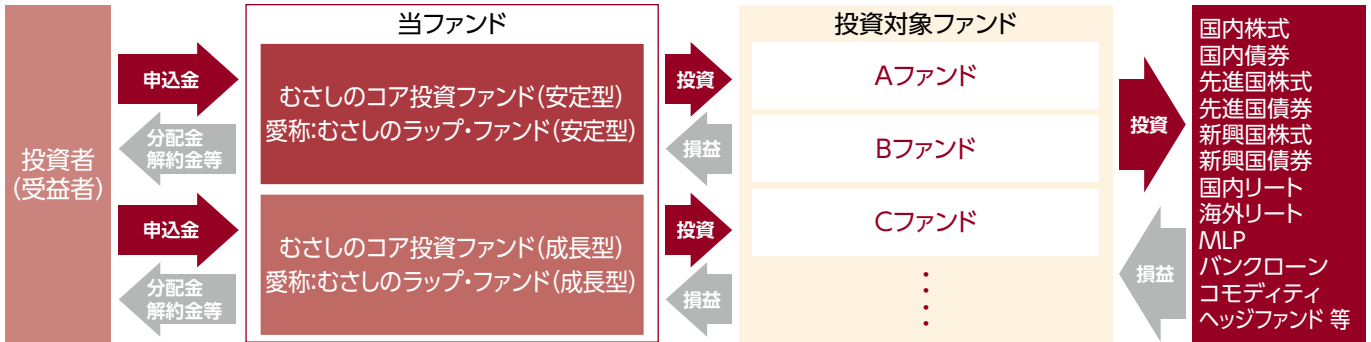 投資者
(受益者)
申込金
分配金
解約金等
申込金
分配金
解約金等
当ファンド
むさしのコア投資ファンド(安定型)
愛称:むさしのラップ・ファンド(安定型)
むさしのコア投資ファンド(成長型)
愛称:むさしのラップ・ファンド(成長型)
投資
損益
投資
損益
投資対象ファンド
Aファンド
Bファンド
Cファンド
投資
損益
国内株式
国内債券
先進国株式
先進国債券
新興国株式
新興国債券
国内リート
海外リート
MLP
バンクローン
コモディティ
ヘッジファンド 等